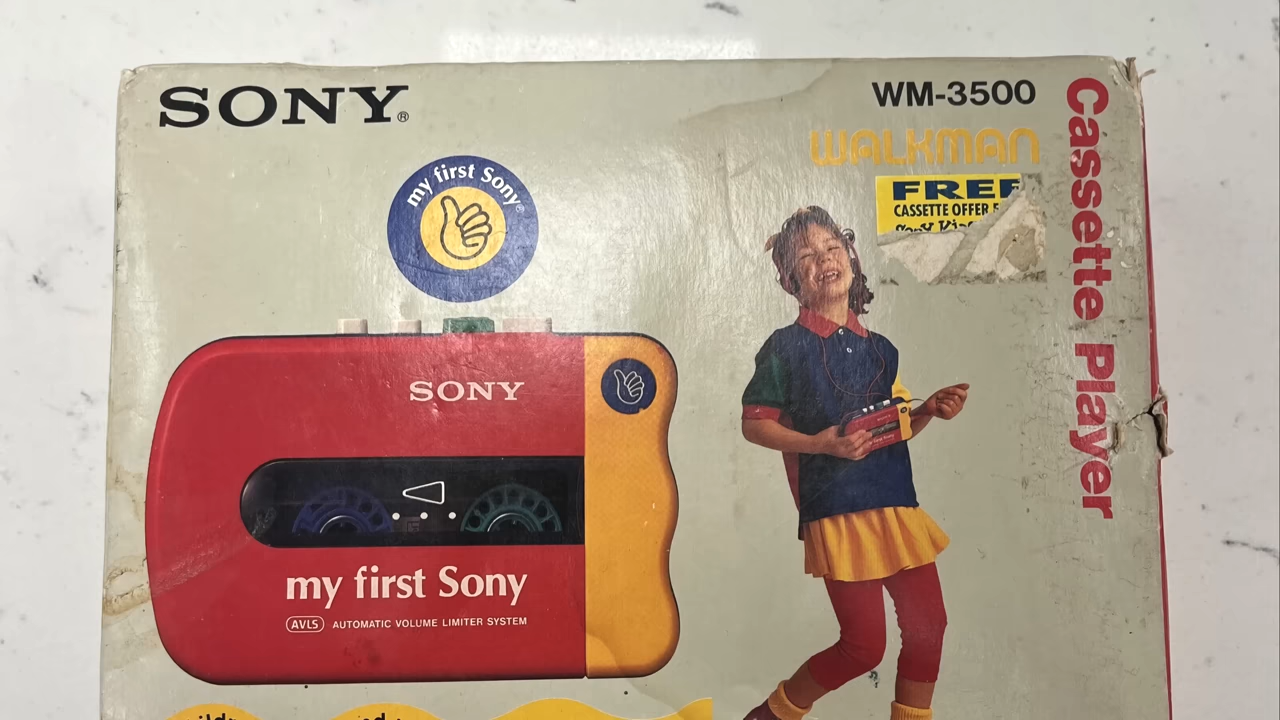 SONY®
WM-3500
WALKMAN
my first Sony®
FREE
CASSETTE OFFER
Sony
Cassette Player
SONY
my first Sony
AVLS AUTOMATIC VOLUME LIMITER SYSTEM